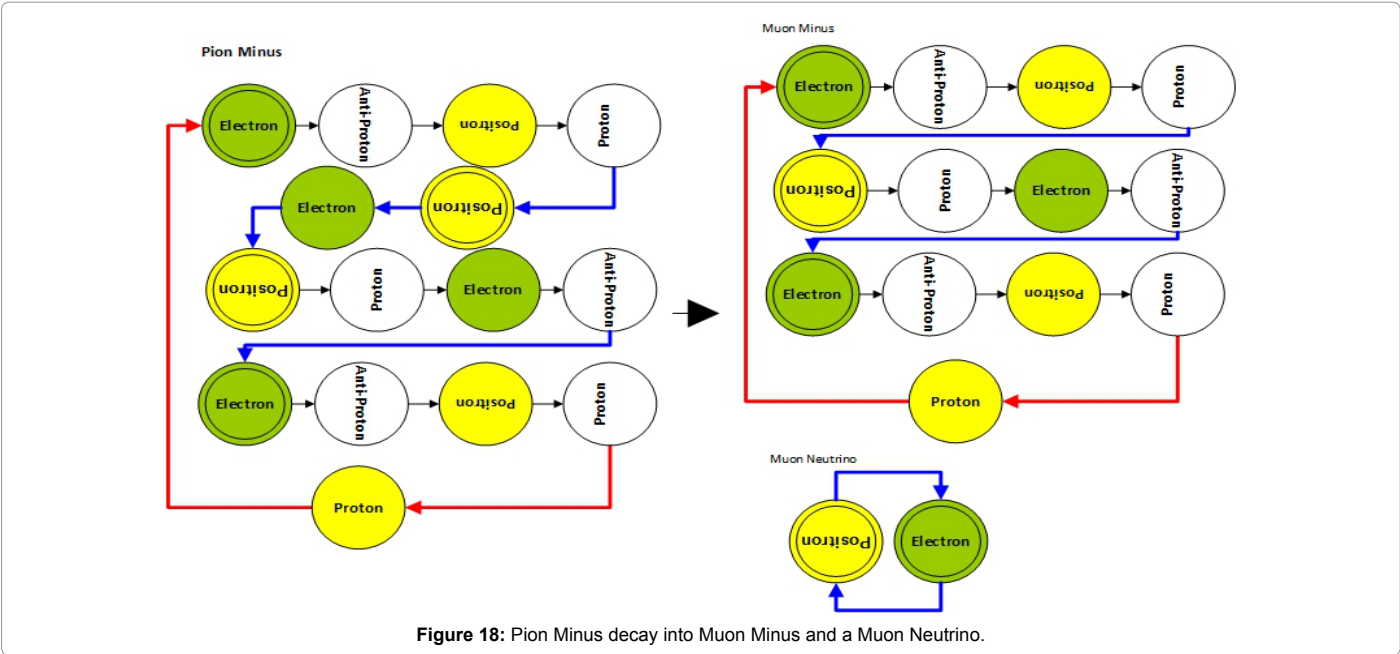 Pion Minus
Electron
Anti-Proton
Positron
Proton
Electron
Positron
Positron
Proton
Electron
Anti-Proton
Electron
Anti-Proton
Positron
Proton
Proton
Muon Minus
Electron
Anti-Proton
Positron
Proton
Positron
Proton
Electron
Anti-Proton
Electron
Anti-Proton
Positron
Proton
Proton
Muon Neutrino
Positron
Electron
Figure 18: Pion Minus decay into Muon Minus and a Muon Neutrino.